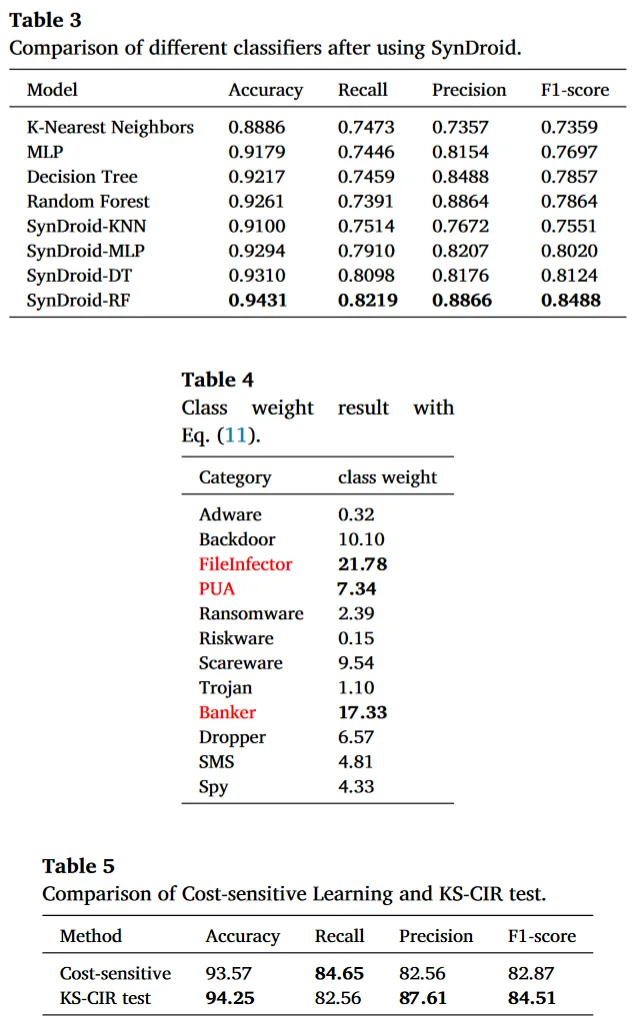 Table 3
Comparison of different classifiers after using SynDroid.
Model Accuracy Recall Precision F1-score
K-Nearest Neighbors 0.8886 0.7473 0.7357 0.7359
MLP 0.9179 0.7446 0.8154 0.7697
Decision Tree 0.9217 0.7459 0.8488 0.7857
Random Forest 0.9261 0.7391 0.8864 0.7864
SynDroid-KNN 0.9100 0.7514 0.7672 0.7551
SynDroid-MLP 0.9294 0.7910 0.8207 0.8020
SynDroid-DT 0.9310 0.8098 0.8176 0.8124
SynDroid-RF 0.9431 0.8219 0.8866 0.8488
Table 4
Class weight result with
Eq. (11).
Category class weight
Adware 0.32
Backdoor 10.10
FileInfector 21.78
PUA 7.34
Ransomware 2.39
Riskware 0.15
Scareware 9.54
Trojan 1.10
Banker 17.33
Dropper 6.57
SMS 4.81
Spy 4.33
Table 5
Comparison of Cost-sensitive Learning and KS-CIR test.
Method Accuracy Recall Precision F1-score
Cost-sensitive 93.57 84.65 82.56 82.87
KS-CIR test 94.25 82.56 87.61 84.51